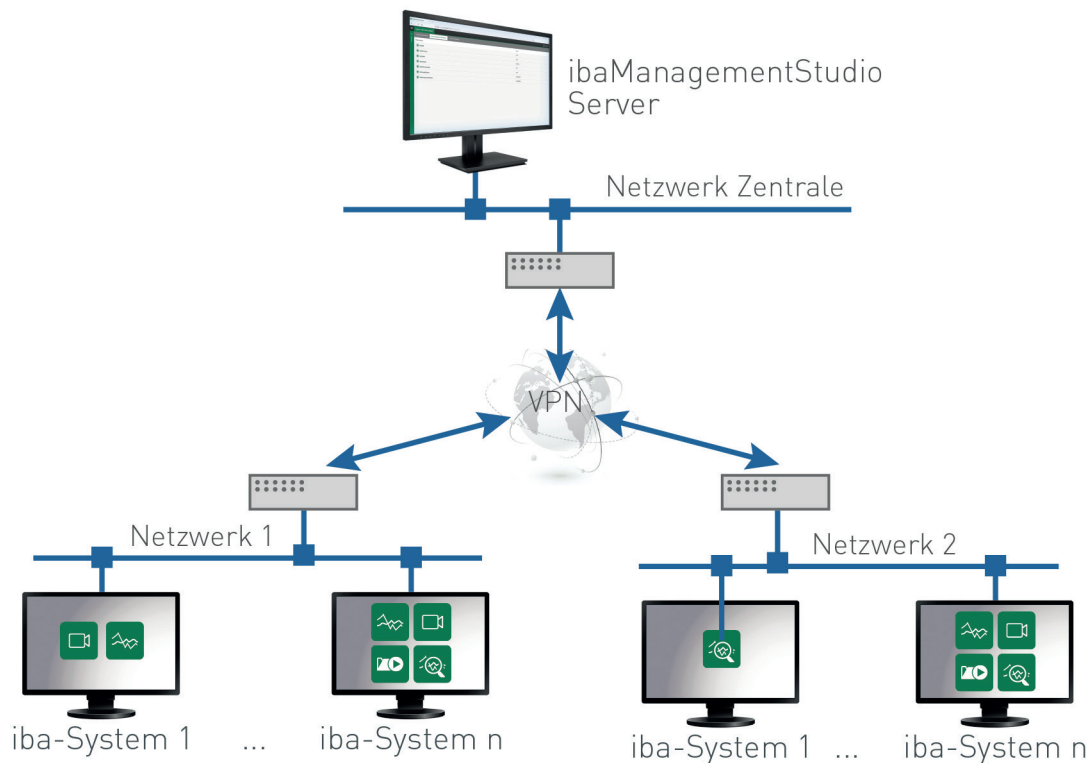 ibaManagementStudio
Server
Netzwerk Zentrale
VPN
Netzwerk 1
Netzwerk 2
iba-System 1 ... iba-System n
iba-System 1 ... iba-System n